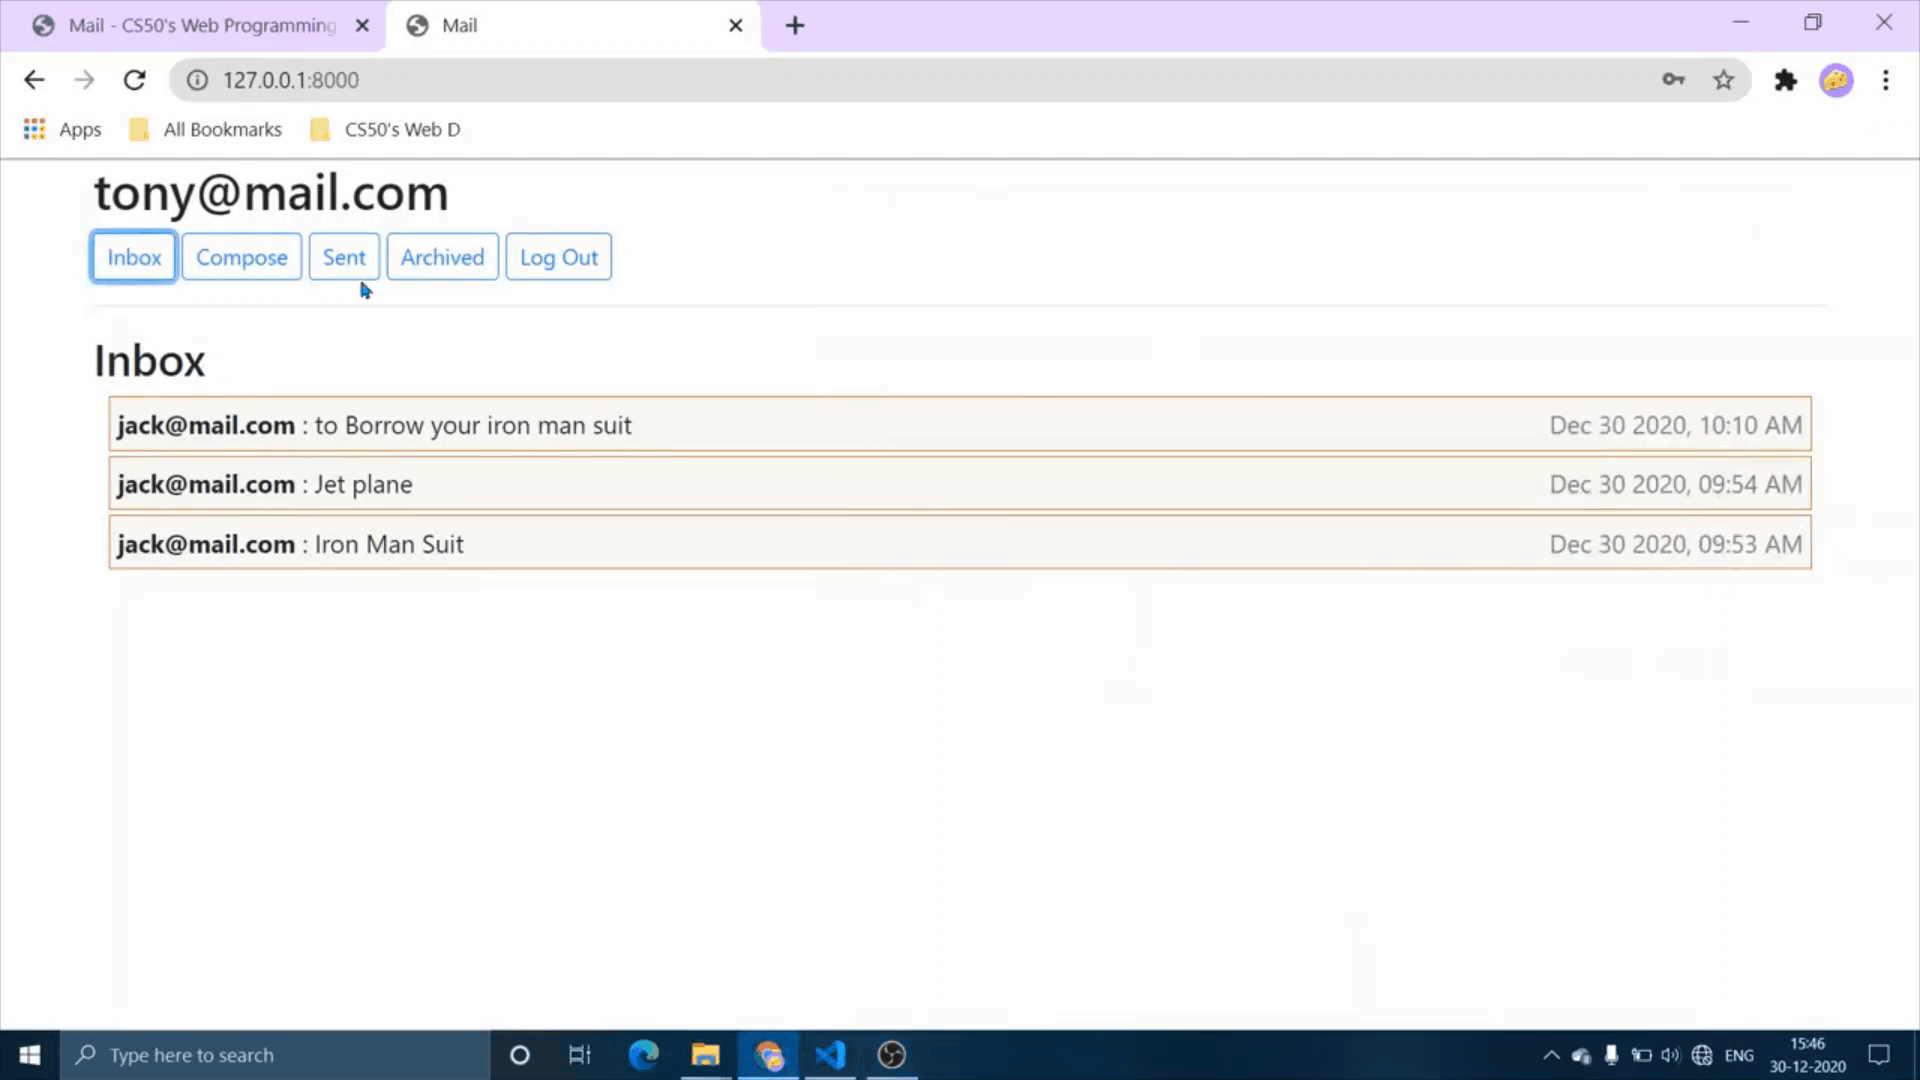 Mail - CS50's Web Programming
Mail
127.0.0.1:8000
Apps
All Bookmarks
CS50's Web D
tony@mail.com
Inbox
Compose
Sent
Archived
Log Out
Inbox
jack@mail.com : to Borrow your iron man suit Dec 30 2020, 10:10 AM
jack@mail.com : Jet plane Dec 30 2020, 09:54 AM
jack@mail.com : Iron Man Suit Dec 30 2020, 09:53 AM
Type here to search
ENG
15:46
30-12-2020